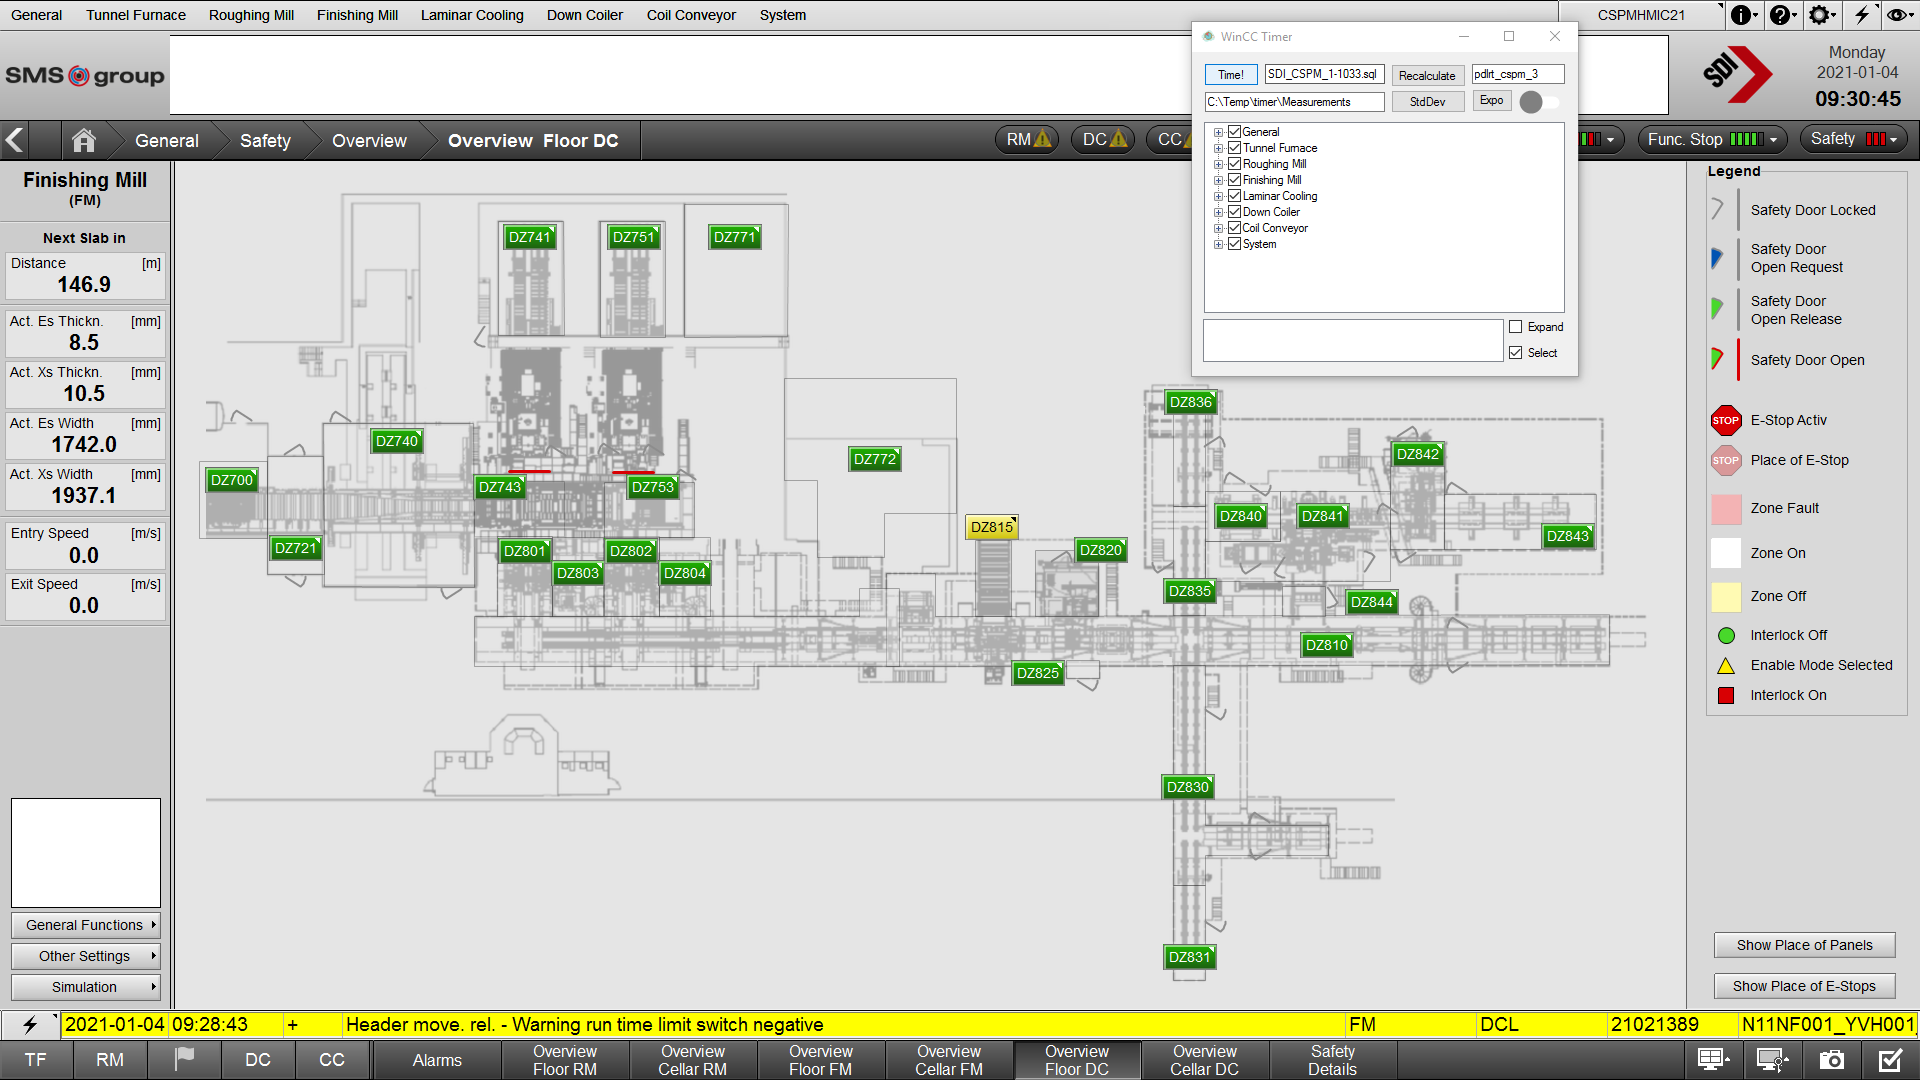 General Tunnel Furnace Roughing Mill Finishing Mill Laminar Cooling Down Coiler Coil Conveyor System CSPMHMIC21
SMS group
SDI
Monday
2021-01-04
09:30:45
General Safety Overview Overview Floor DC RM DC CC Func. Stop Safety
WinCC Timer
Time! SDI_CSPM_1-1033.sql Recalculate pdlrt_cspm_3
C:\Temp\timer\Measurements StdDev Expo
General
Tunnel Furnace
Roughing Mill
Finishing Mill
Laminar Cooling
Down Coiler
Coil Conveyor
System
Expand
Select
Finishing Mill
(FM)
Next Slab in
Distance [m]
146.9
Act. Es Thickn. [mm]
8.5
Act. Xs Thickn. [mm]
10.5
Act. Es Width [mm]
1742.0
Act. Xs Width [mm]
1937.1
Entry Speed [m/s]
0.0
Exit Speed [m/s]
0.0
General Functions
Other Settings
Simulation
DZ741 DZ751 DZ771
DZ836
DZ740
DZ842
DZ772
DZ700
DZ743 DZ753
DZ840 DZ841
DZ815
DZ843
DZ721 DZ801 DZ802 DZ820
DZ803 DZ804
DZ835
DZ844
DZ810
DZ825
DZ830
DZ831
Legend
Safety Door Locked
Safety Door
Open Request
Safety Door
Open Release
Safety Door Open
STOP E-Stop Activ
STOP Place of E-Stop
Zone Fault
Zone On
Zone Off
Interlock Off
Enable Mode Selected
Interlock On
Show Place of Panels
Show Place of E-Stops
2021-01-04 09:28:43 + Header move. rel. - Warning run time limit switch negative FM DCL 21021389 N11NF001_YVH001
TF RM DC CC Alarms
Overview
Floor RM
Overview
Cellar RM
Overview
Floor FM
Overview
Cellar FM
Overview
Floor DC
Overview
Cellar DC
Safety
Details